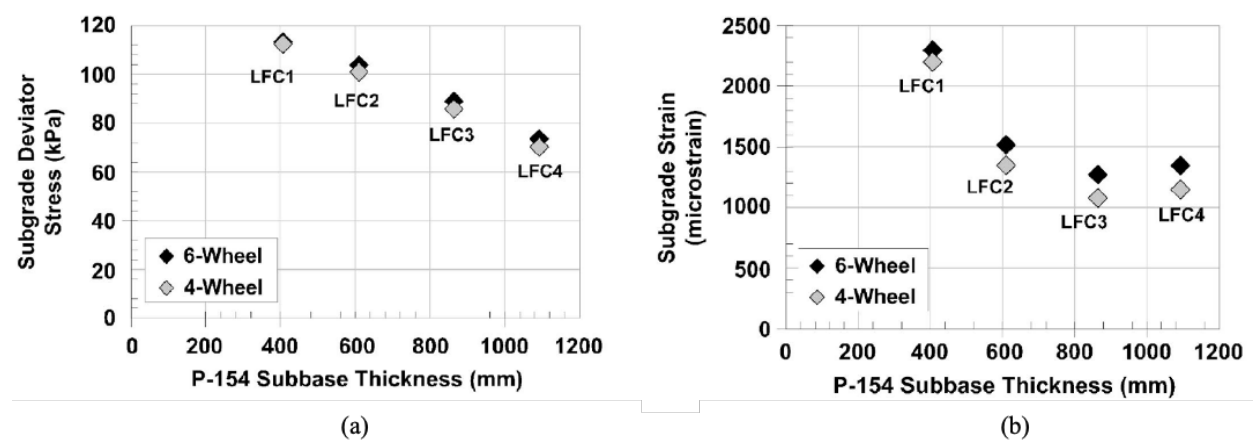 120
100
80
60
40
20
0
Subgrade Deviator
Stress (kPa)
LFC1
LFC2
LFC3
LFC4
6-Wheel
4-Wheel
0 200 400 600 800 1000 1200
P-154 Subbase Thickness (mm)
(a)
2500
2000
1500
1000
500
0
Subgrade Strain
(microstrain)
LFC1
LFC2
LFC3
LFC4
6-Wheel
4-Wheel
0 200 400 600 800 1000 1200
P-154 Subbase Thickness (mm)
(b)